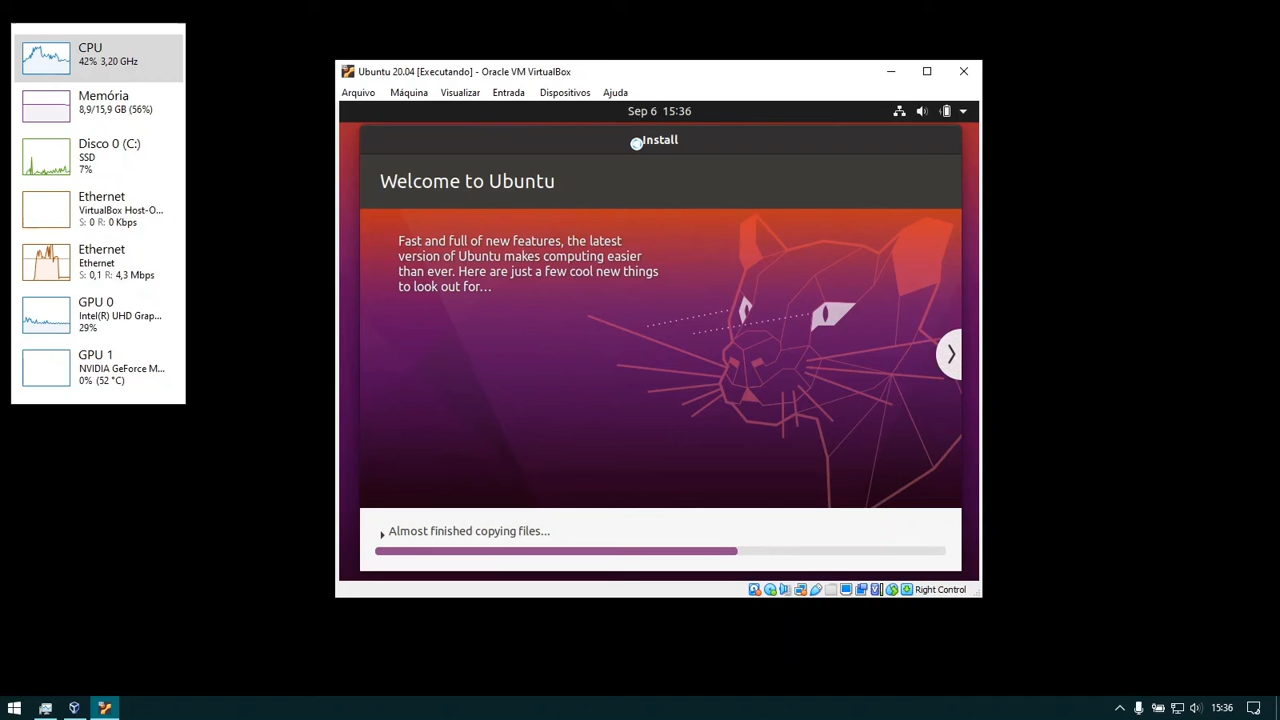 CPU
42% 3,20 GHz
Memória
8,9/15,9 GB (56%)
Disco 0 (C:)
SSD
7%
Ethernet
VirtualBox Host-O...
S: 0 R: 0 Kbps
Ethernet
Ethernet
S: 0,1 R: 4,3 Mbps
GPU 0
Intel(R) UHD Grap...
29%
GPU 1
NVIDIA GeForce M...
0% (52 °C)
Ubuntu 20.04 [Executando] - Oracle VM VirtualBox
Arquivo Máquina Visualizar Entrada Dispositivos Ajuda
Sep 6 15:36
Install
Welcome to Ubuntu
Fast and full of new features, the latest
version of Ubuntu makes computing easier
than ever. Here are just a few cool new things
to look out for…
Almost finished copying files...
Right Control
15:36